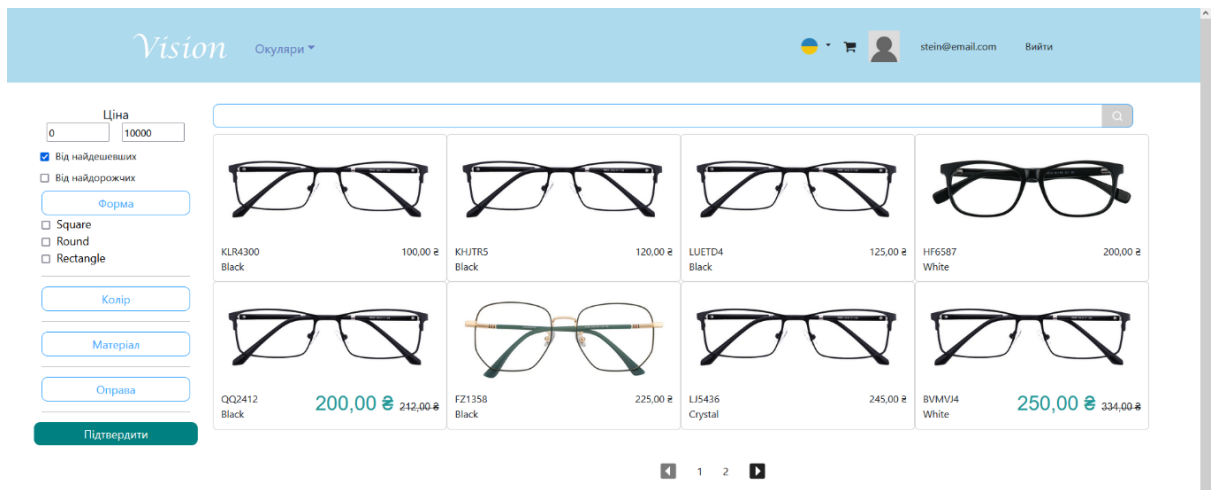 Vision Окуляри stein@email.com Вийти
Ціна
0 10000
Від найдешевших
Від найдорожчих
Форма
Square
Round
Rectangle
Колір
Матеріал
Оправа
Підтвердити
KLR4300 100,00 ₴
Black
KHJTR5 120,00 ₴
Black
LUETD4 125,00 ₴
Black
HF6587 200,00 ₴
White
QQ2412 200,00 ₴ 212,00 ₴
Black
FZ1358 225,00 ₴
Black
LJ5436 245,00 ₴
Crystal
BVMVJ4 250,00 ₴ 334,00 ₴
White
1 2